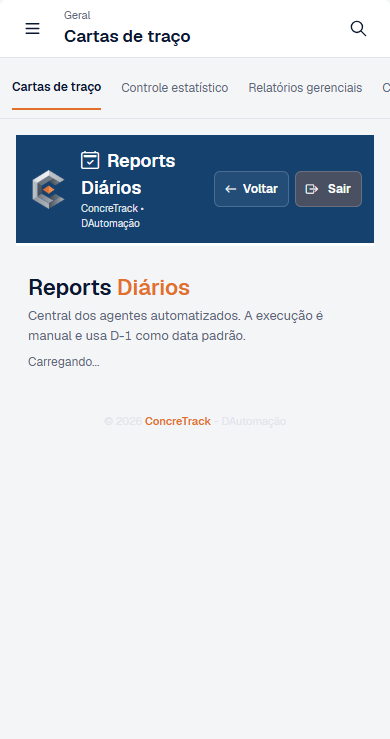 Geral
Cartas de traço
Cartas de traço Controle estatístico Relatórios gerenciais C
Reports
Diários
ConcreTrack •
DAutomação
Voltar
Sair
Reports Diários
Central dos agentes automatizados. A execução é
manual e usa D-1 como data padrão.
Carregando...
© 2026 ConcreTrack - DAutomação